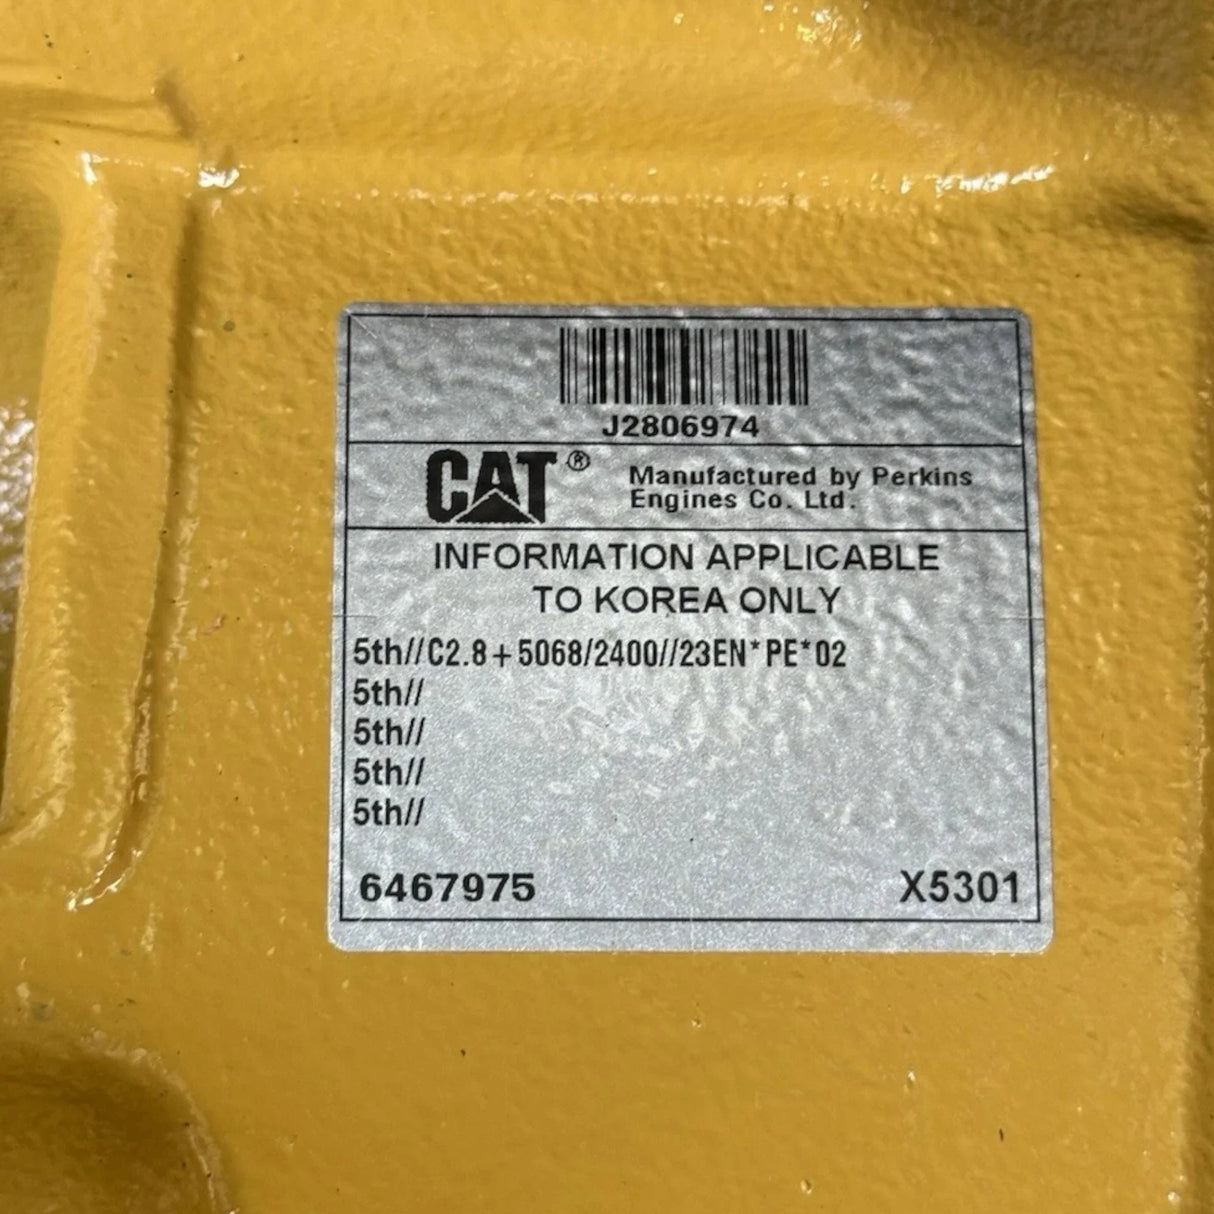 J2806974
CAT®
Manufactured by Perkins
Engines Co. Ltd.
INFORMATION APPLICABLE
TO KOREA ONLY
5th//C2.8+5068/2400//23EN*PE*02
5th//
5th//
5th//
5th//
6467975
X5301